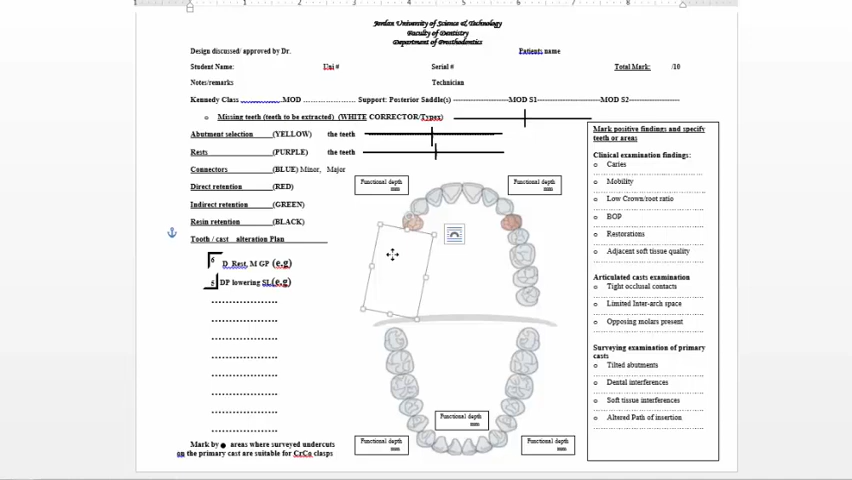 Jordan University of Science & Technology
Faculty of Dentistry
Department of Prosthodontics
Design discussed/ approved by Dr. Patients name
Student Name: Uni # Serial # Total Mark: /10
Notes/remarks Technician
Kennedy Class .................MOD ...................... Support: Posterior Saddle(s) -------------------MOD S1------------------MOD S2----------------
o Missing teeth (teeth to be extracted) (WHITE CORRECTOR/Typex)
Abutment selection (YELLOW) the teeth
Rests (PURPLE) the teeth
Connectors (BLUE) Minor, Major
Direct retention (RED)
Indirect retention (GREEN)
Resin retention (BLACK)
Tooth / cast alteration Plan
6 D Rest, M GP (e.g)
5 DP lowering SL(e.g)
Mark by ● areas where surveyed undercuts
on the primary cast are suitable for CrCo clasps
Functional depth
mm
Functional depth
mm
Functional depth
mm
Functional depth
mm
Functional depth
mm
Mark positive findings and specify
teeth or areas
Clinical examination findings:
o Caries
o Mobility
o Low Crown/root ratio
o BOP
o Restorations
o Adjacent soft tissue quality
Articulated casts examination
o Tight occlusal contacts
o Limited Inter-arch space
o Opposing molars present
Surveying examination of primary
casts
o Tilted abutments
o Dental interferences
o Soft tissue interferences
o Altered Path of insertion